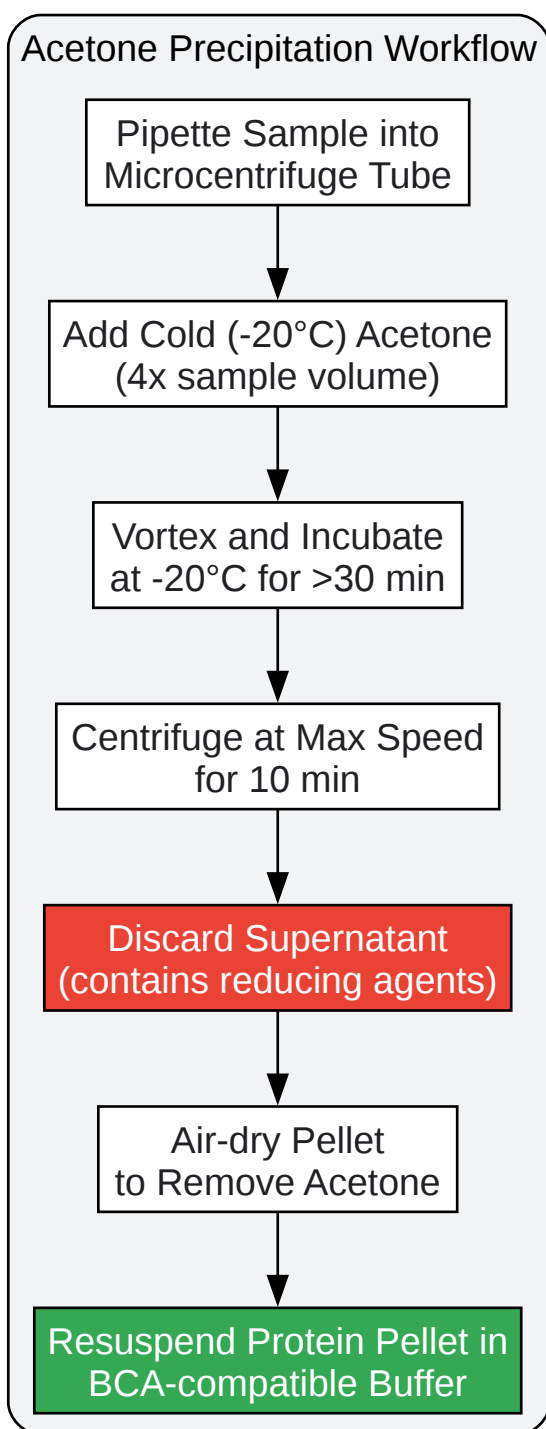 Acetone Precipitation Workflow
Pipette Sample into
Microcentrifuge Tube
Add Cold (-20°C) Acetone
(4x sample volume)
Vortex and Incubate
at -20°C for >30 min
Centrifuge at Max Speed
for 10 min
Discard Supernatant
(contains reducing agents)
Air-dry Pellet
to Remove Acetone
Resuspend Protein Pellet in
BCA-compatible Buffer